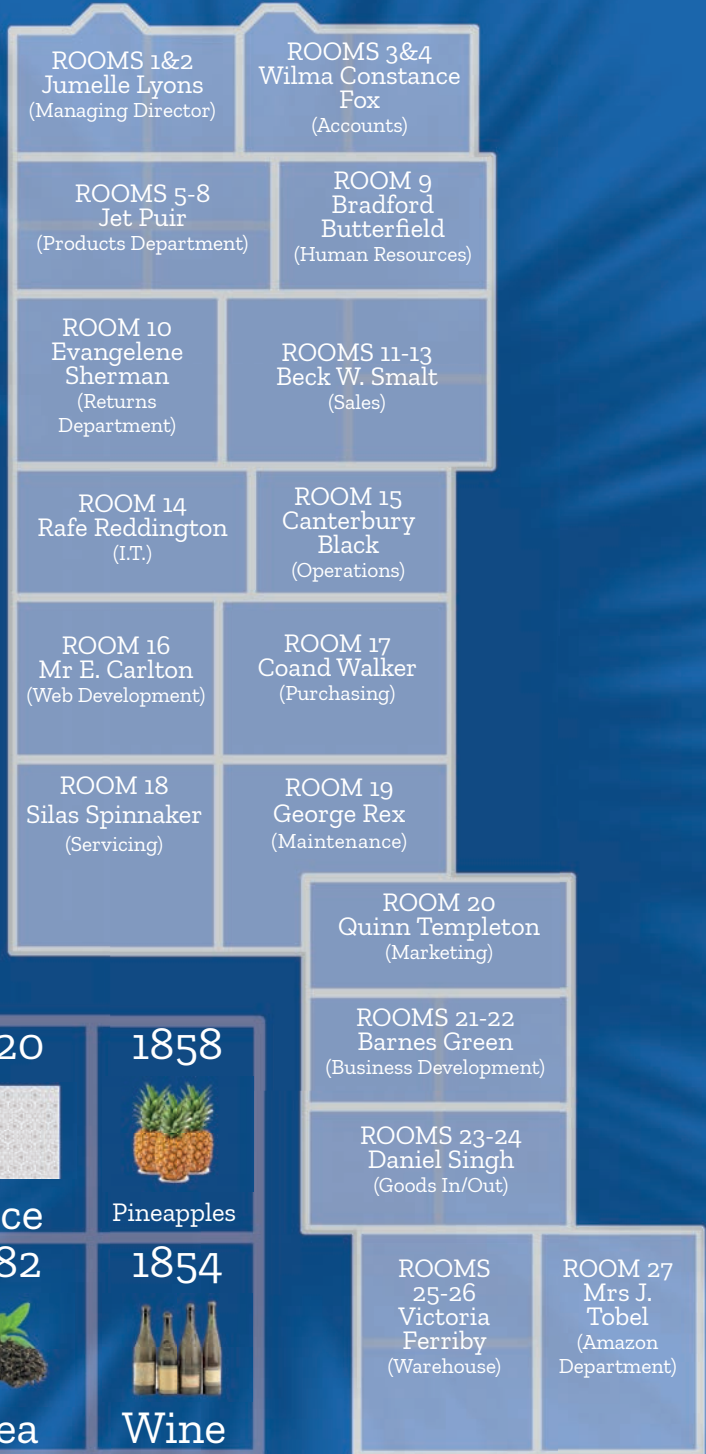 ROOMS 1&2
Jumelle Lyons
(Managing Director)
ROOMS 3&4
Wilma Constance
Fox
(Accounts)
ROOMS 5-8
Jet Puir
(Products Department)
ROOM 9
Bradford
Butterfield
(Human Resources)
ROOM 10
Evangelene
Sherman
(Returns
Department)
ROOMS 11-13
Beck W. Smalt
(Sales)
ROOM 14
Rafe Reddington
(I.T.)
ROOM 15
Canterbury
Black
(Operations)
ROOM 16
Mr E. Carlton
(Web Development)
ROOM 17
Coand Walker
(Purchasing)
ROOM 18
Silas Spinnaker
(Servicing)
ROOM 19
George Rex
(Maintenance)
ROOM 20
Quinn Templeton
(Marketing)
ROOMS 21-22
Barnes Green
(Business Development)
ROOMS 23-24
Daniel Singh
(Goods In/Out)
ROOMS
25-26
Victoria
Ferriby
(Warehouse)
ROOM 27
Mrs J.
Tobel
(Amazon
Department)
20
ce
1858
Pineapples
82
ea
1854
Wine